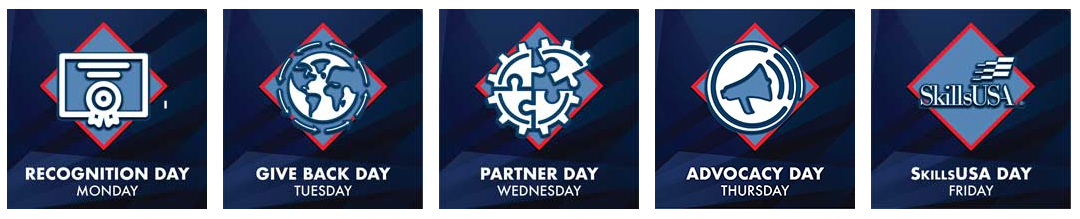 RECOGNITION DAY
MONDAY
GIVE BACK DAY
TUESDAY
PARTNER DAY
WEDNESDAY
ADVOCACY DAY
THURSDAY
SkillsUSA
SKILLSUSA DAY
FRIDAY